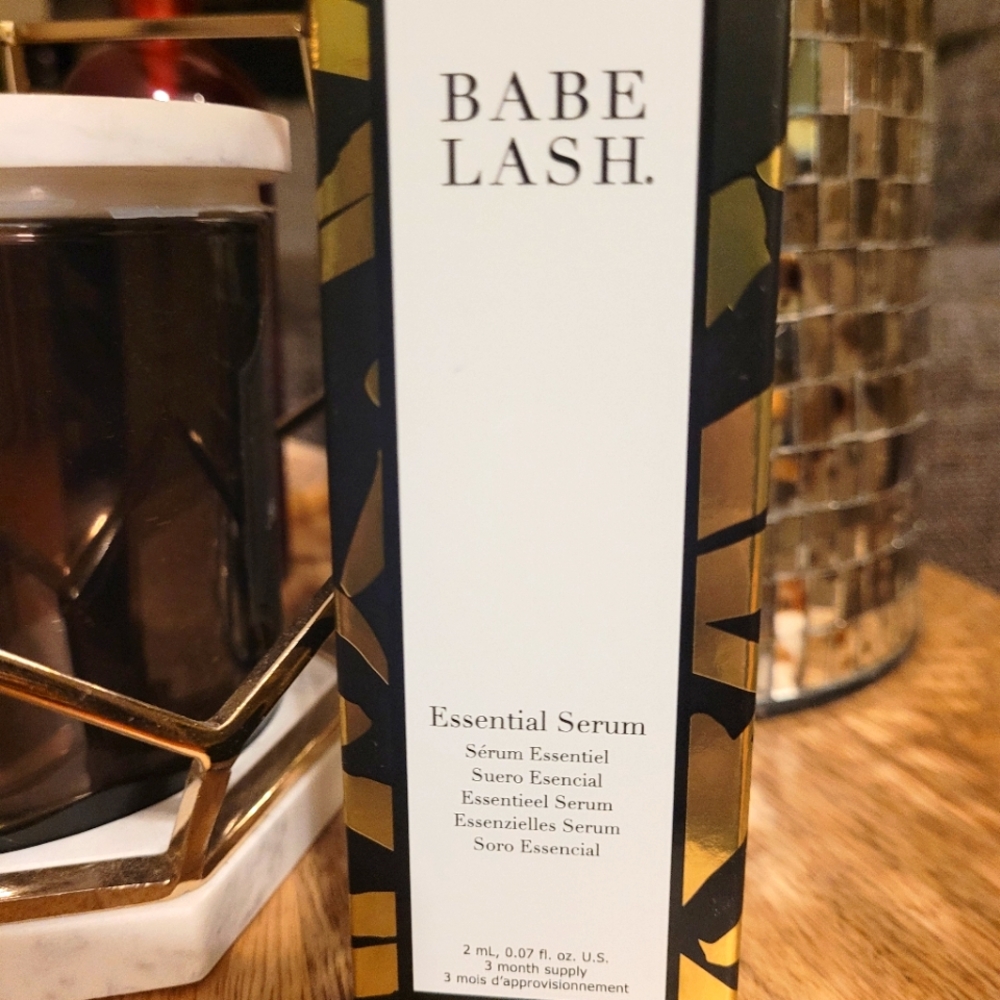 BABE
LASH.
Essential Serum
Sérum Essentiel
Suero Esencial
Essentieel Serum
Essenzielles Serum
Soro Essencial
2 mL, 0.07 fl. oz. U.S.
3 month supply
3 mois d'approvisionnement